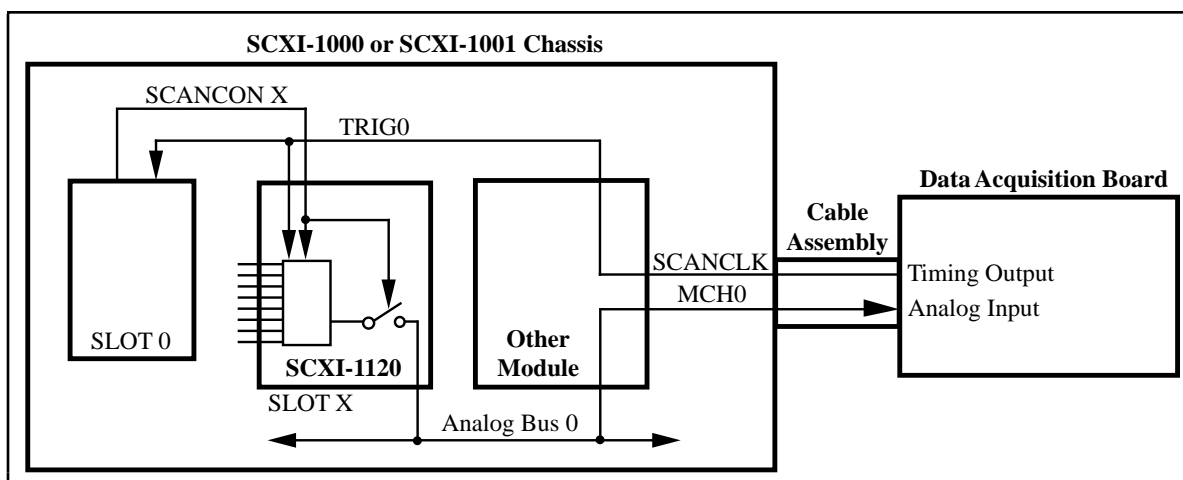 SCXI-1000 or SCXI-1001 Chassis
SCANCON X
TRIG0
Data Acquisition Board
Cable
Assembly
SCANCLK
Timing Output
MCH0
Analog Input
SLOT 0
SCXI-1120
Other
Module
SLOT X
Analog Bus 0